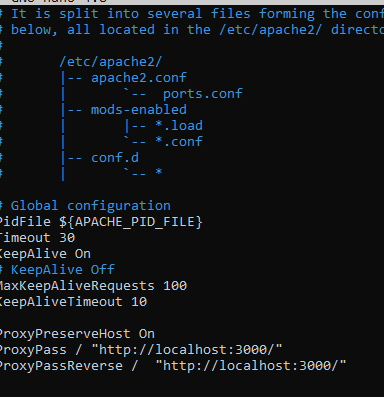 # It is split into several files forming the conf
# below, all located in the /etc/apache2/ directo
#
#       /etc/apache2/
#       |-- apache2.conf
#       |       `--  ports.conf
#       |-- mods-enabled
#       |       |-- *.load
#       |       `-- *.conf
#       |-- conf.d
#       |       `-- *

# Global configuration
PidFile ${APACHE_PID_FILE}
Timeout 30
KeepAlive On
# KeepAlive Off
MaxKeepAliveRequests 100
KeepAliveTimeout 10

ProxyPreserveHost On
ProxyPass / "http://localhost:3000/"
ProxyPassReverse /  "http://localhost:3000/"